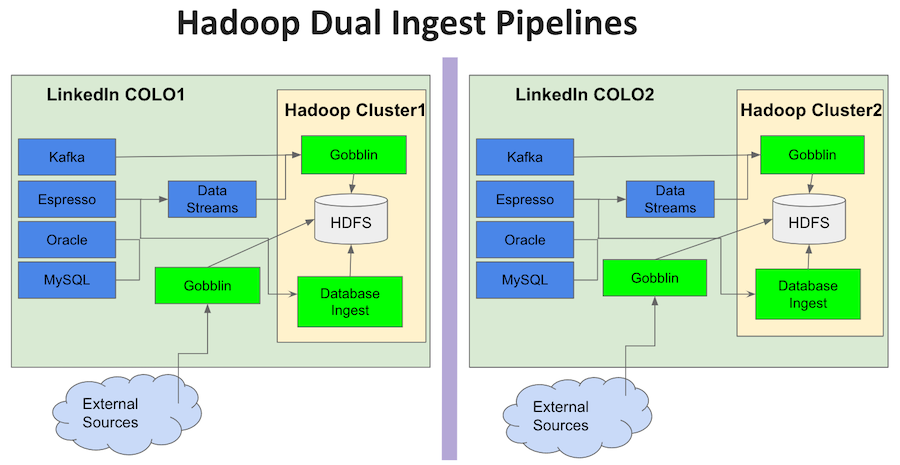 Hadoop Dual Ingest Pipelines
LinkedIn COLO1
Hadoop Cluster1
Kafka
Gobblin
Espresso
Data
Streams
HDFS
Oracle
MySQL
Gobblin
Database
Ingest
External
Sources
LinkedIn COLO2
Hadoop Cluster2
Kafka
Gobblin
Espresso
Data
Streams
HDFS
Oracle
MySQL
Gobblin
Database
Ingest
External
Sources